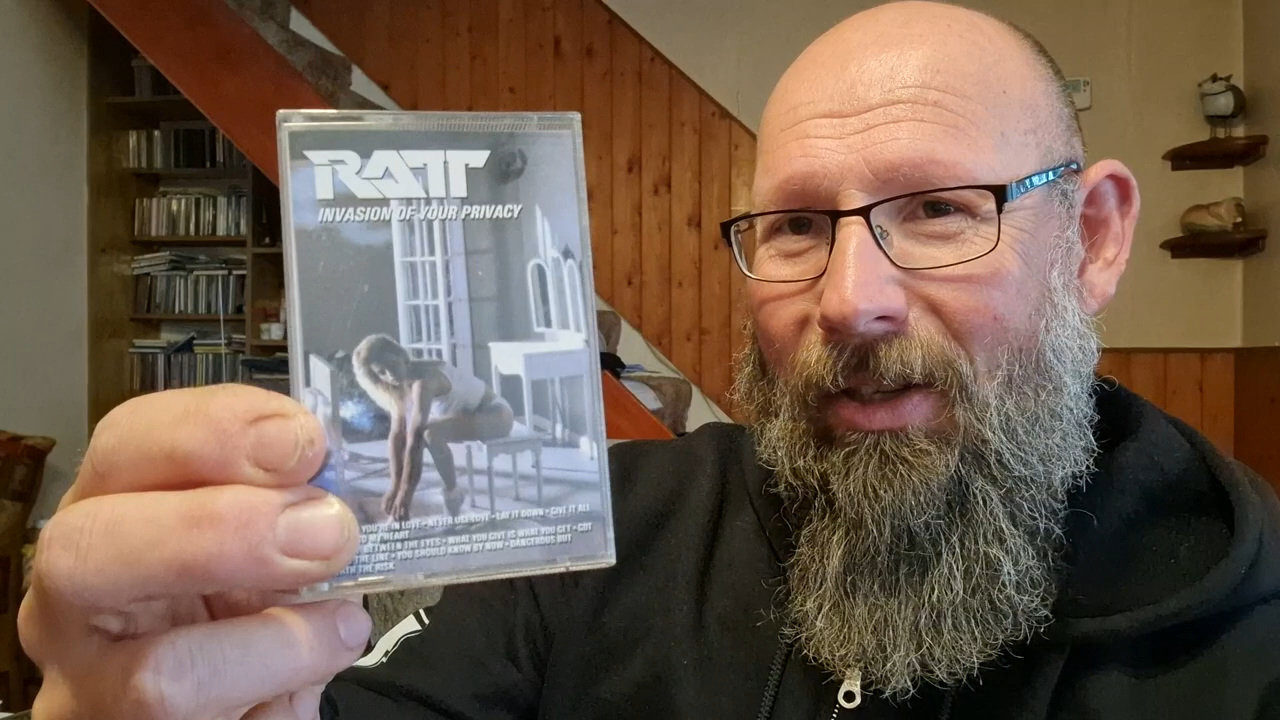 RATT
INVASION OF YOUR PRIVACY
YOU'RE IN LOVE • NEVER USE LOVE • LAY IT DOWN • GIVE IT ALL
TO MY HEART
BETWEEN THE EYES • WHAT YOU GIVE IS WHAT YOU GET • GOT
THE LINE • YOU SHOULD KNOW BY NOW • DANGEROUS BUT
WORTH THE RISK